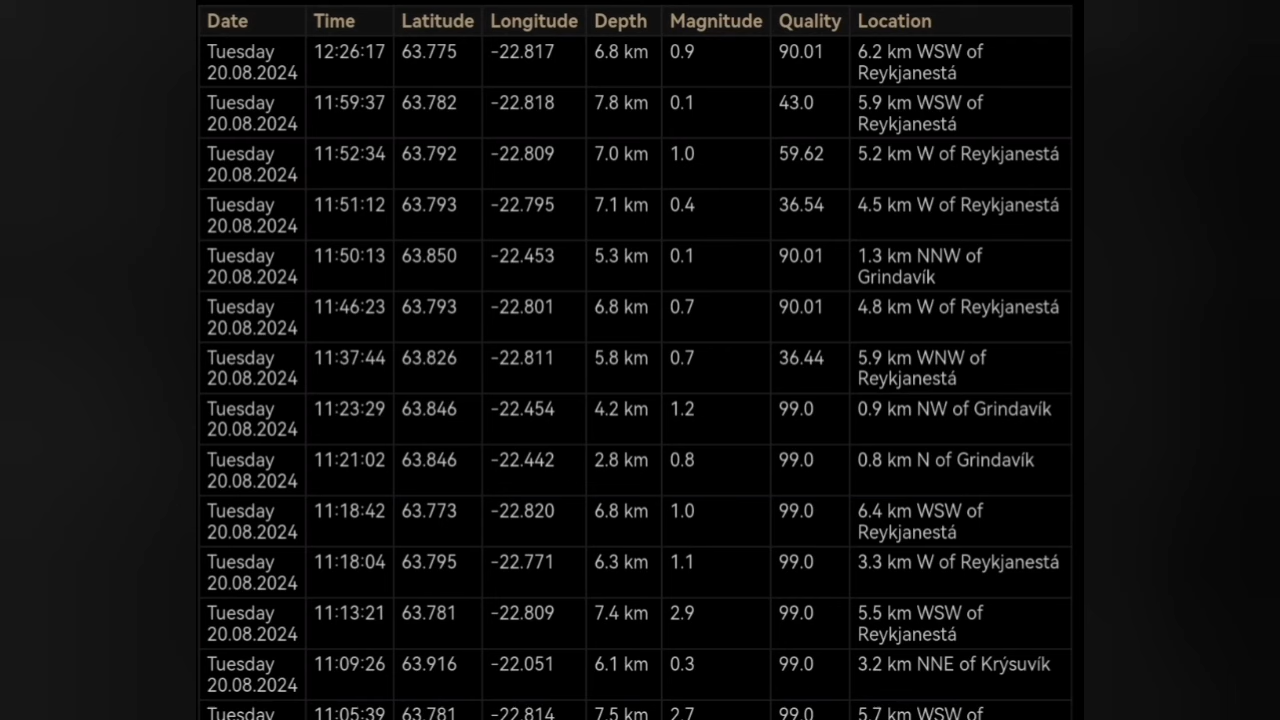 Date Time Latitude Longitude Depth Magnitude Quality Location
Tuesday 12:26:17 63.775 -22.817 6.8 km 0.9 90.01 6.2 km WSW of
20.08.2024 Reykjanestá
Tuesday 11:59:37 63.782 -22.818 7.8 km 0.1 43.0 5.9 km WSW of
20.08.2024 Reykjanestá
Tuesday 11:52:34 63.792 -22.809 7.0 km 1.0 59.62 5.2 km W of Reykjanestá
20.08.2024
Tuesday 11:51:12 63.793 -22.795 7.1 km 0.4 36.54 4.5 km W of Reykjanestá
20.08.2024
Tuesday 11:50:13 63.850 -22.453 5.3 km 0.1 90.01 1.3 km NNW of
20.08.2024 Grindavík
Tuesday 11:46:23 63.793 -22.801 6.8 km 0.7 90.01 4.8 km W of Reykjanestá
20.08.2024
Tuesday 11:37:44 63.826 -22.811 5.8 km 0.7 36.44 5.9 km WNW of
20.08.2024 Reykjanestá
Tuesday 11:23:29 63.846 -22.454 4.2 km 1.2 99.0 0.9 km NW of Grindavík
20.08.2024
Tuesday 11:21:02 63.846 -22.442 2.8 km 0.8 99.0 0.8 km N of Grindavík
20.08.2024
Tuesday 11:18:42 63.773 -22.820 6.8 km 1.0 99.0 6.4 km WSW of
20.08.2024 Reykjanestá
Tuesday 11:18:04 63.795 -22.771 6.3 km 1.1 99.0 3.3 km W of Reykjanestá
20.08.2024
Tuesday 11:13:21 63.781 -22.809 7.4 km 2.9 99.0 5.5 km WSW of
20.08.2024 Reykjanestá
Tuesday 11:09:26 63.916 -22.051 6.1 km 0.3 99.0 3.2 km NNE of Krýsuvík
20.08.2024
Tuesday 11:05:39 63.781 -22.814 7.5 km 2.7 99.0 5.7 km WSW of